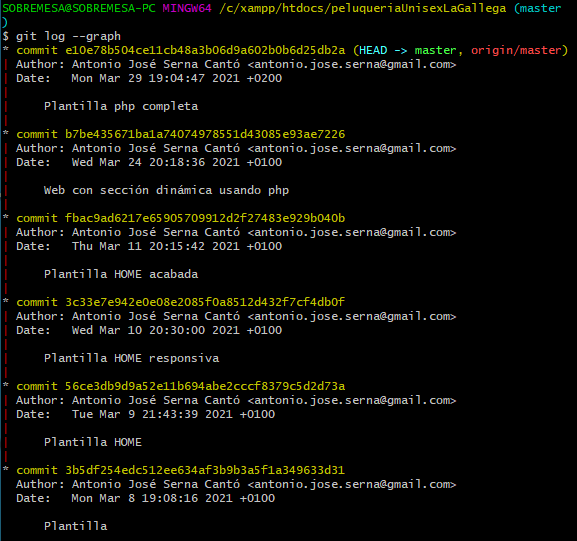 SOBREMESA@SOBREMESA-PC MINGW64 /c/xampp/htdocs/peluqueriaUnisexLaGallega (master
)
$ git log --graph
* commit e10e78b504ce11cb48a3b06d9a602b0b6d25db2a (HEAD -> master, origin/master)
| Author: Antonio José Serna Cantó <antonio.jose.serna@gmail.com>
| Date:   Mon Mar 29 19:04:47 2021 +0200
|
|     Plantilla php completa
|
* commit b7be435671ba1a74074978551d43085e93ae7226
| Author: Antonio José Serna Cantó <antonio.jose.serna@gmail.com>
| Date:   Wed Mar 24 20:18:36 2021 +0100
|
|     Web con sección dinámica usando php
|
* commit fbac9ad6217e65905709912d2f27483e929b040b
| Author: Antonio José Serna Cantó <antonio.jose.serna@gmail.com>
| Date:   Thu Mar 11 20:15:42 2021 +0100
|
|     Plantilla HOME acabada
|
* commit 3c33e7e942e0e08e2085f0a8512d432f7cf4db0f
| Author: Antonio José Serna Cantó <antonio.jose.serna@gmail.com>
| Date:   Wed Mar 10 20:30:00 2021 +0100
|
|     Plantilla HOME responsiva
|
* commit 56ce3db9d9a52e11b694abe2cccf8379c5d2d73a
| Author: Antonio José Serna Cantó <antonio.jose.serna@gmail.com>
| Date:   Tue Mar 9 21:43:39 2021 +0100
|
|     Plantilla HOME
|
* commit 3b5df254edc512ee634af3b9b3a5f1a349633d31
| Author: Antonio José Serna Cantó <antonio.jose.serna@gmail.com>
| Date:   Mon Mar 8 19:08:16 2021 +0100
|
|     Plantilla